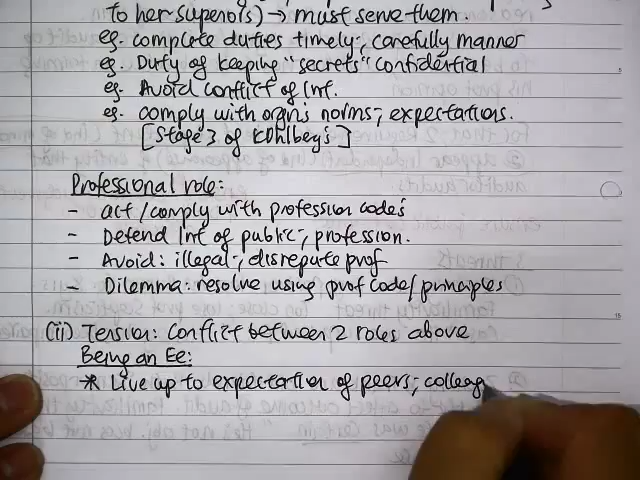 to her superio(s) → must serve them.
eg. complete duties timely; carefully manner
eg. Duty of keeping "secrets" confidential
eg. Avoid conflict of Int.
eg. comply with orgn's norms; expectations.
[Stage 3 of Kohlbey's]
Professional role:
- act/comply with profession code's
- Defend Int of public; profession.
- Avoid: illegal; disrepute prof
- Dilemma: resolve using prof code/principles
(ii) Tension: conflict between 2 roles above
Being an Ee:
* Live up to expectation of peers; colleag